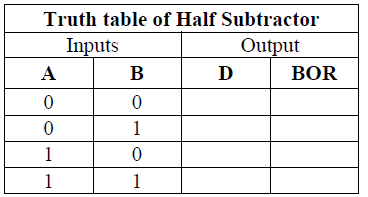 Truth table of Half Subtractor
Inputs Output
A B D BOR
0 0
0 1
1 0
1 1